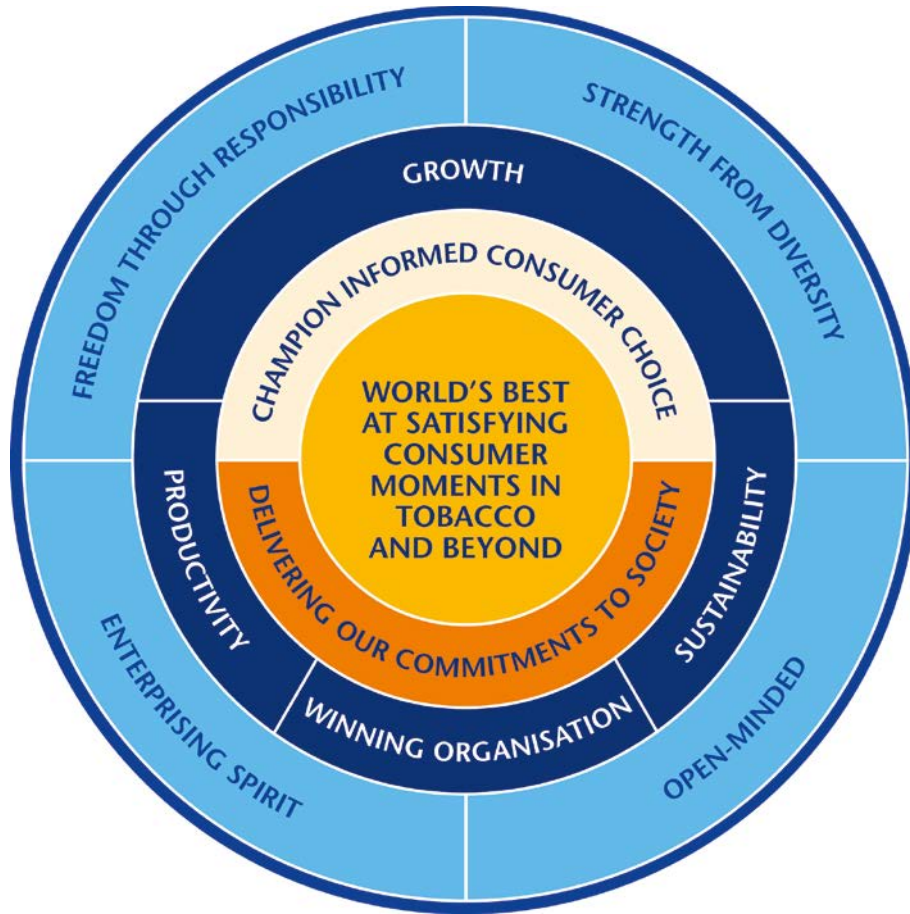 FREEDOM THROUGH RESPONSIBILITY
STRENGTH FROM DIVERSITY
GROWTH
CHAMPION INFORMED CONSUMER CHOICE
WORLD'S BEST
AT SATISFYING
CONSUMER
MOMENTS IN
TOBACCO
AND BEYOND
DELIVERING OUR COMMITMENTS TO SOCIETY
PRODUCTIVITY
SUSTAINABILITY
WINNING ORGANISATION
ENTERPRISING SPIRIT
OPEN-MINDED